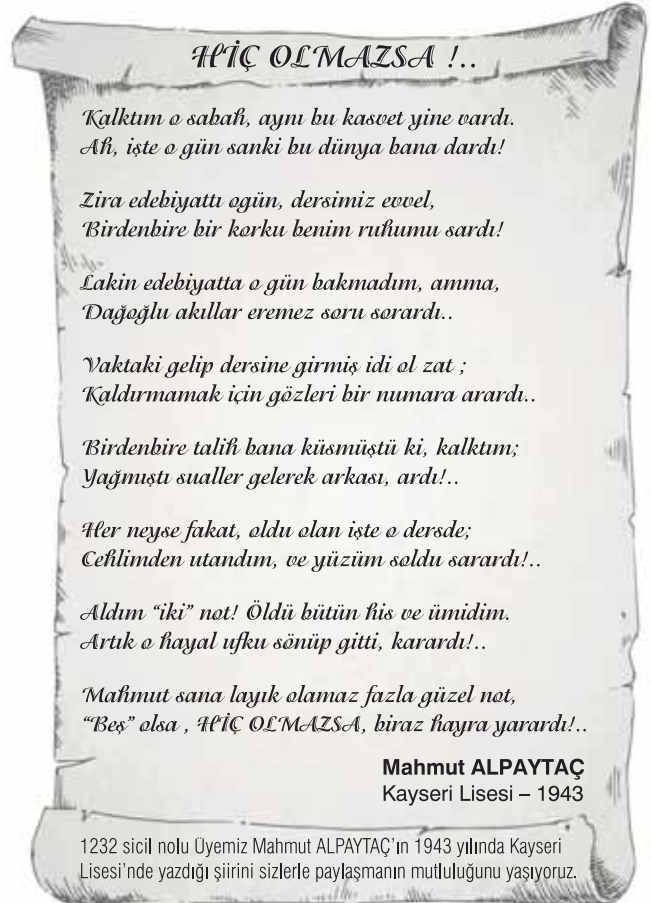 HİÇ OLMAZSA !..
Kalktım o sabah, aynı bu kasvet yine vardı.
Ah, işte o gün sanki bu dünya bana dardı!
Zira edebiyattı ogün, dersimiz evvel,
Birdenbire bir korku benim ruhumu sardı!
Lakin edebiyatta o gün bakmadım, amma,
Dağoğlu akıllar eremez soru sorardı..
Vaktaki gelip dersine girmiş idi ol zat ;
Kaldırmamak için gözleri bir numara arardı..
Birdenbire talih bana küsmüştü ki, kalktım;
Yağmıştı sualler gelerek arkası, ardı!..
Her neyse fakat, oldu olan işte o dersde;
Cehlimden utandım, ve yüzüm soldu sarardı!..
Aldım “iki” not! Öldü bütün his ve ümidim.
Artık o hayal ufku sönüp gitti, karardı!..
Mahmut sana layık olamaz fazla güzel not,
“Beş” olsa , HİÇ OLMAZSA, biraz hayra yarardı!..
Mahmut ALPAYTAÇ
Kayseri Lisesi – 1943
1232 sicil nolu Üyemiz Mahmut ALPAYTAÇ’ın 1943 yılında Kayseri
Lisesi’nde yazdığı şiirini sizlerle paylaşmanın mutluluğunu yaşıyoruz.